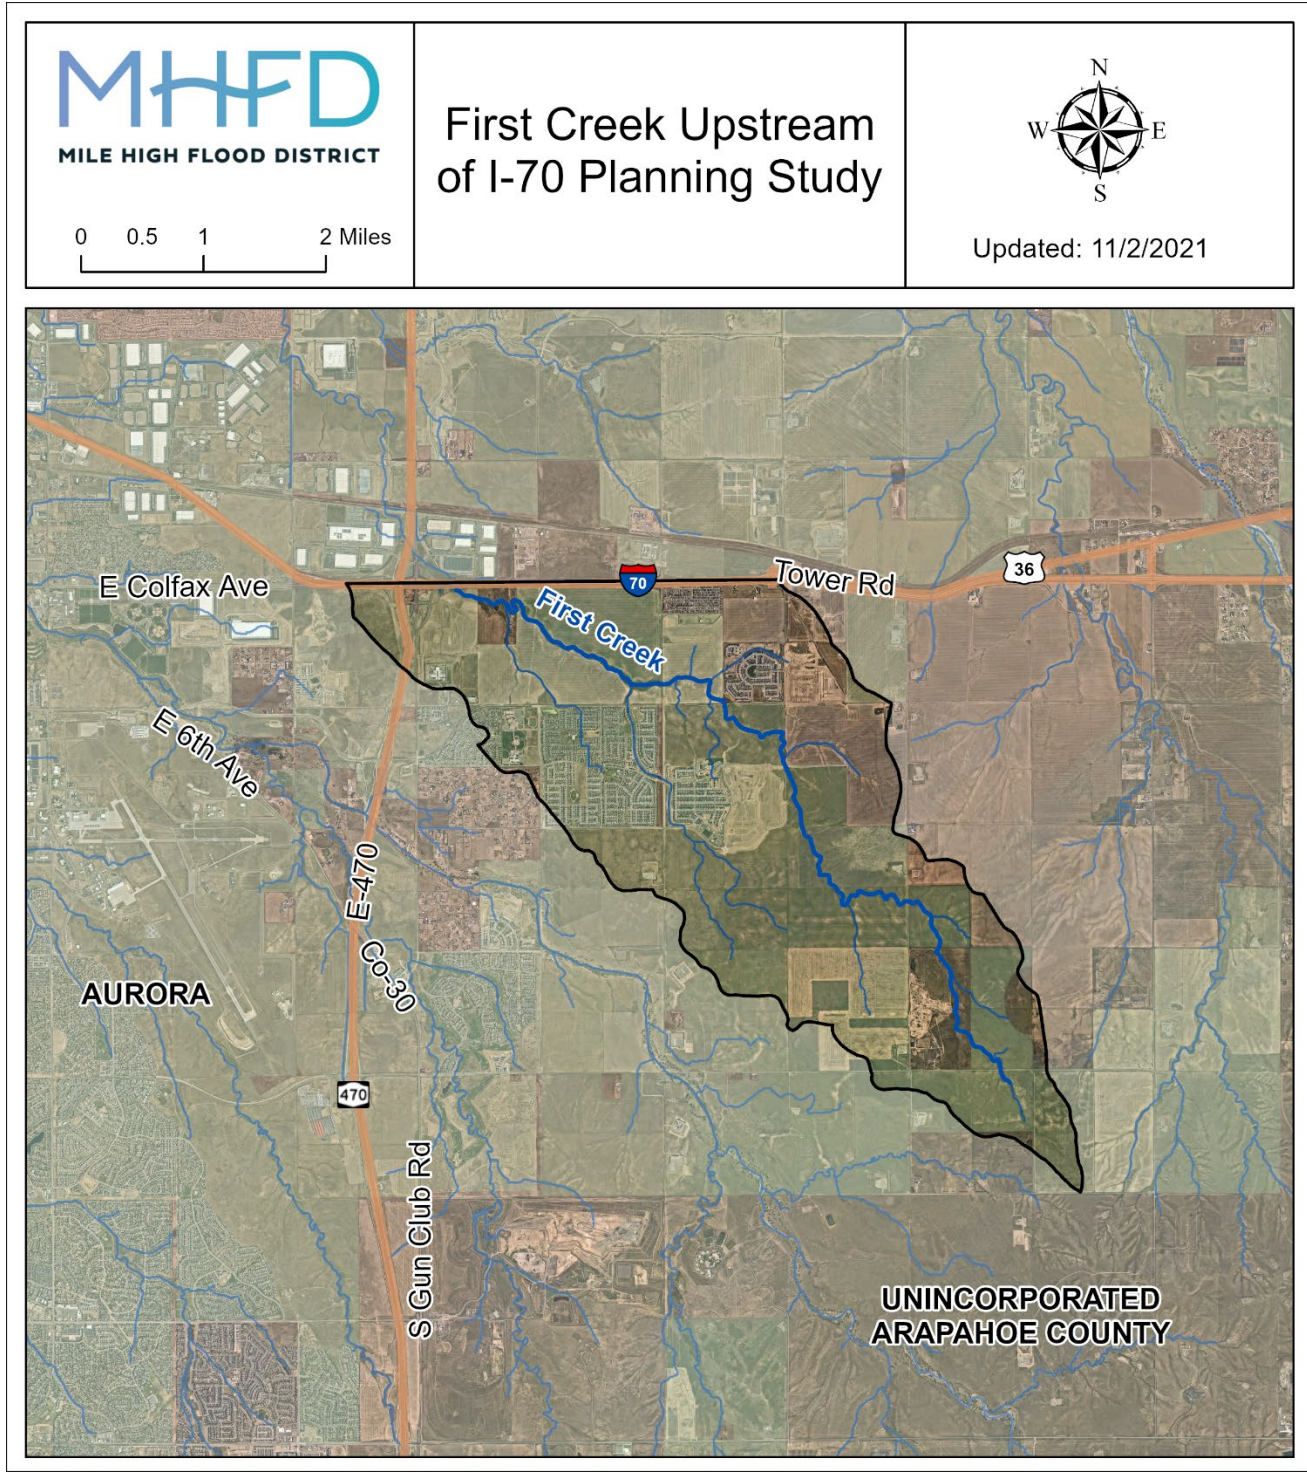 MHFD
MILE HIGH FLOOD DISTRICT
0 0.5 1 2 Miles
First Creek Upstream
of I-70 Planning Study
N
W E
S
Updated: 11/2/2021
36
70
Tower Rd
E Colfax Ave
First Creek
E 6th Ave
E-470
Co-30
AURORA
470
S Gun Club Rd
UNINCORPORATED
ARAPAHOE COUNTY